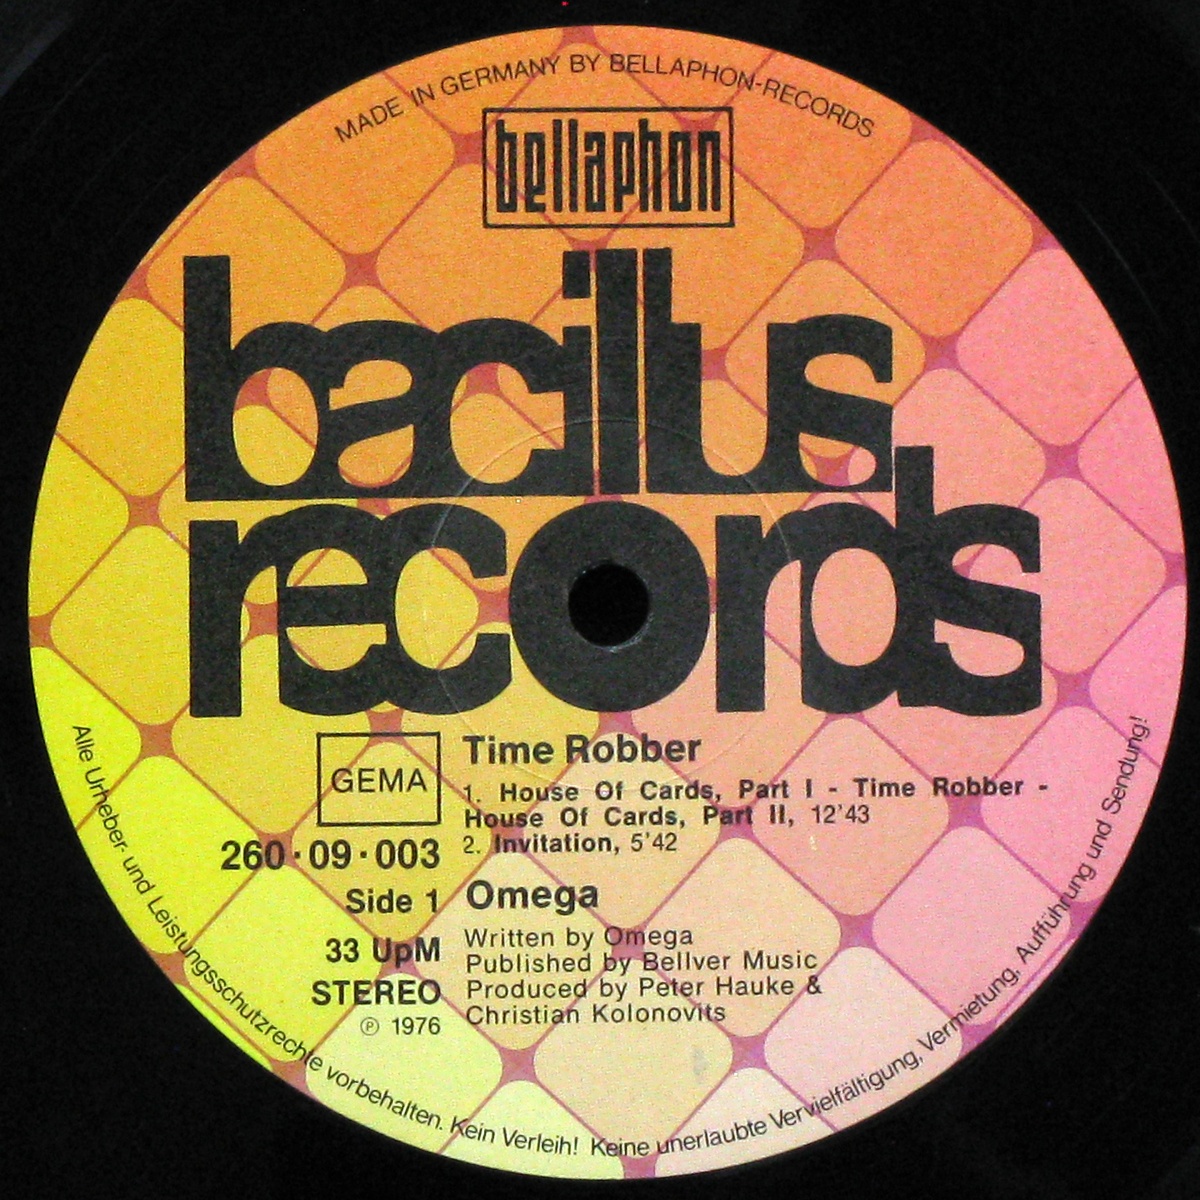 MADE IN GERMANY BY BELLAPHON-RECORDS
bellaphon
bacillus
records
GEMA
260·09·003
Side 1
33 UpM
STEREO
℗ 1976
Time Robber
1. House Of Cards, Part I - Time Robber -
House Of Cards, Part II, 12'43
2. Invitation, 5'42
Omega
Written by Omega
Published by Bellver Music
Produced by Peter Hauke &
Christian Kolonovits
Alle Urheber- und Leistungsschutzrechte vorbehalten. Kein Verleih! Keine unerlaubte Vervielfältigung, Vermietung, Aufführung und Sendung!